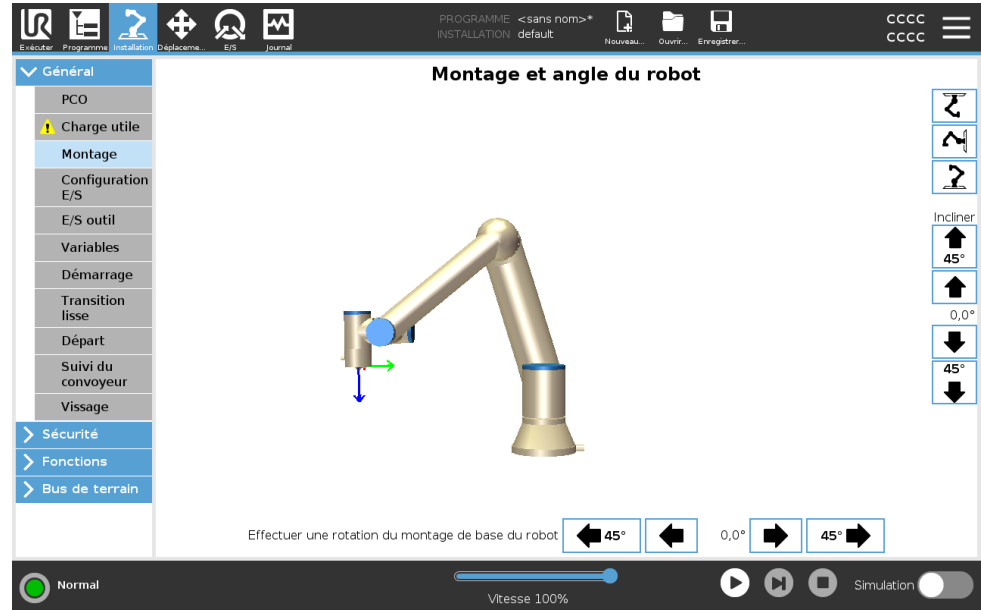 PROGRAMME <sans nom>*
INSTALLATION default
CCCC
CCCC
Exécuter
Programme
Installation
Déplaceme...
E/S
Journal
Nouveau...
Ouvrir...
Enregistrer...
Général
PCO
Charge utile
Montage
Configuration
E/S
E/S outil
Variables
Démarrage
Transition
lisse
Départ
Suivi du
convoyeur
Vissage
Sécurité
Fonctions
Bus de terrain
Montage et angle du robot
Incliner
45°
0,0°
45°
Effectuer une rotation du montage de base du robot
45°
0,0°
45°
Normal
Vitesse 100%
Simulation